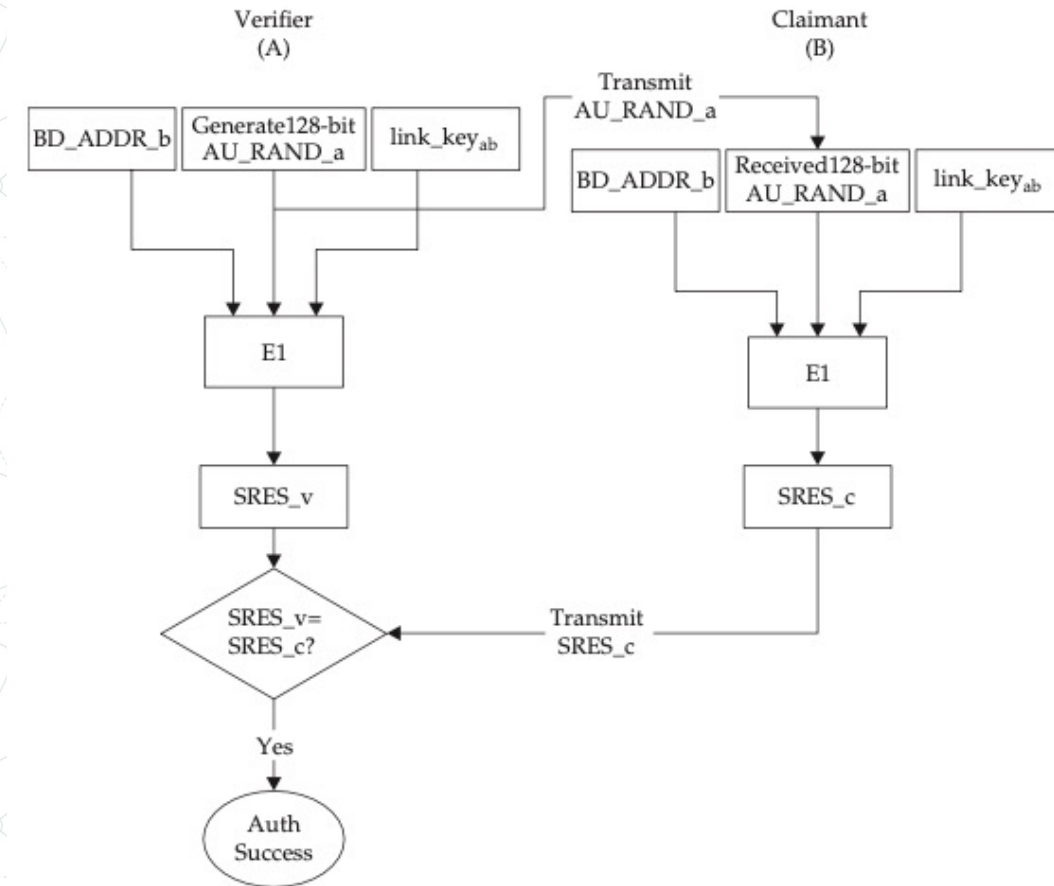 Verifier
(A)
Claimant
(B)
Transmit
AU_RAND_a
BD_ADDR_b
Generate128-bit
AU_RAND_a
link_keyab
BD_ADDR_b
Received128-bit
AU_RAND_a
link_keyab
E1
E1
SRES_v
SRES_c
SRES_v=
SRES_c?
Transmit
SRES_c
Yes
Auth
Success